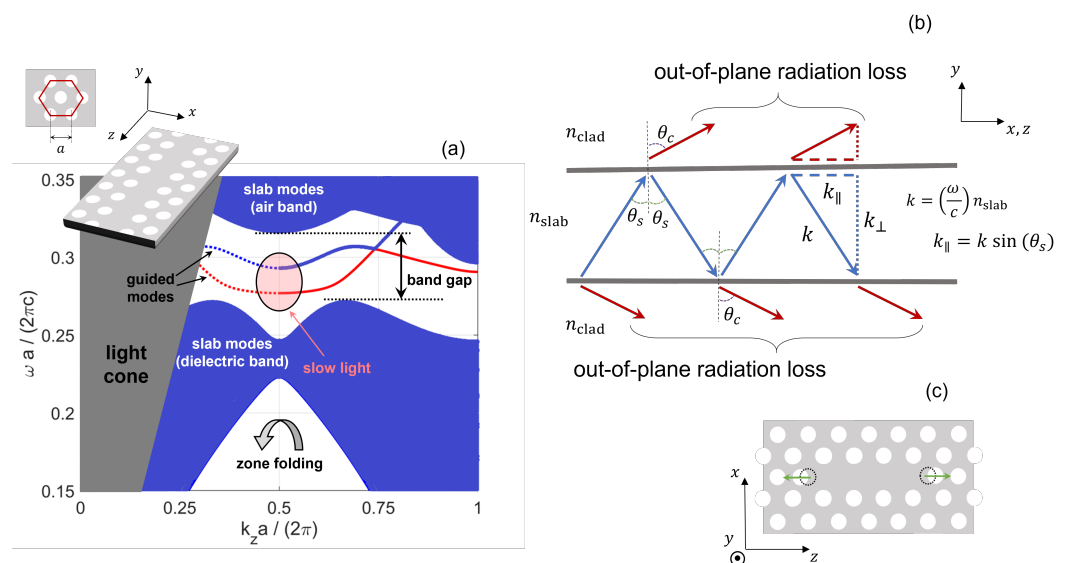 (b)
y
x
z
a
(a)
0.35
0.3
0.25
0.2
0.15
ω a / (2πc)
slab modes
(air band)
guided
modes
band gap
slab modes
(dielectric band)
slow light
light
cone
zone folding
0
0.25
0.5
0.75
1
k_z a / (2π)
out-of-plane radiation loss
y
x, z
n_clad
θ_c
n_slab
θ_s
θ_s
k_∥
k
k_⊥
k = (ω/c) n_slab
k_∥ = k sin (θ_s)
n_clad
θ_c
out-of-plane radiation loss
(c)
x
y
z